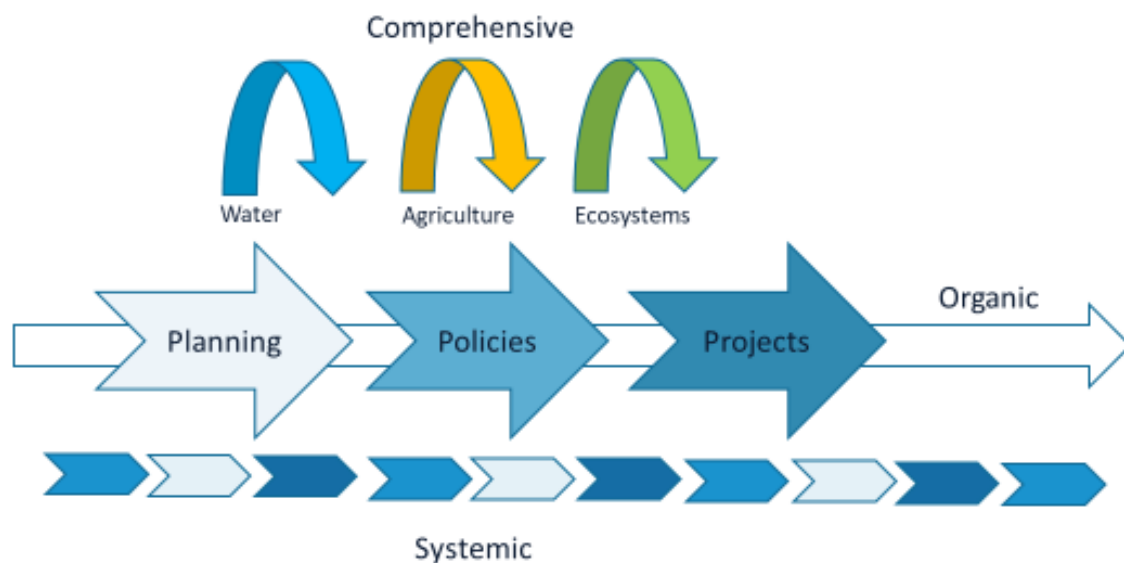 Comprehensive
Water
Agriculture
Ecosystems
Planning
Policies
Projects
Organic
Systemic